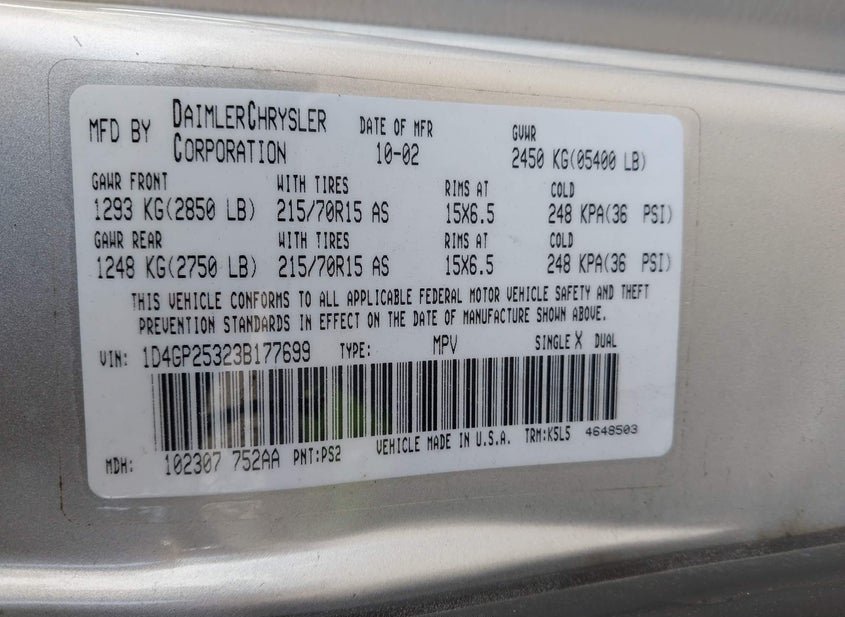 MFD BY DAIMLERCHRYSLER CORPORATION DATE OF MFR 10-02 GVWR 2450 KG(05400 LB)
GAWR FRONT WITH TIRES RIMS AT COLD
1293 KG(2850 LB) 215/70R15 AS 15X6.5 248 KPA(36 PSI)
GAWR REAR WITH TIRES RIMS AT COLD
1248 KG(2750 LB) 215/70R15 AS 15X6.5 248 KPA(36 PSI)
THIS VEHICLE CONFORMS TO ALL APPLICABLE FEDERAL MOTOR VEHICLE SAFETY AND THEFT
PREVENTION STANDARDS IN EFFECT ON THE DATE OF MANUFACTURE SHOWN ABOVE.
VIN: 1D4GP25323B177699 TYPE: MPV SINGLE X DUAL
MDH: 102307 752AA PNT:PS2 VEHICLE MADE IN U.S.A. TRM:K5L5 4648503